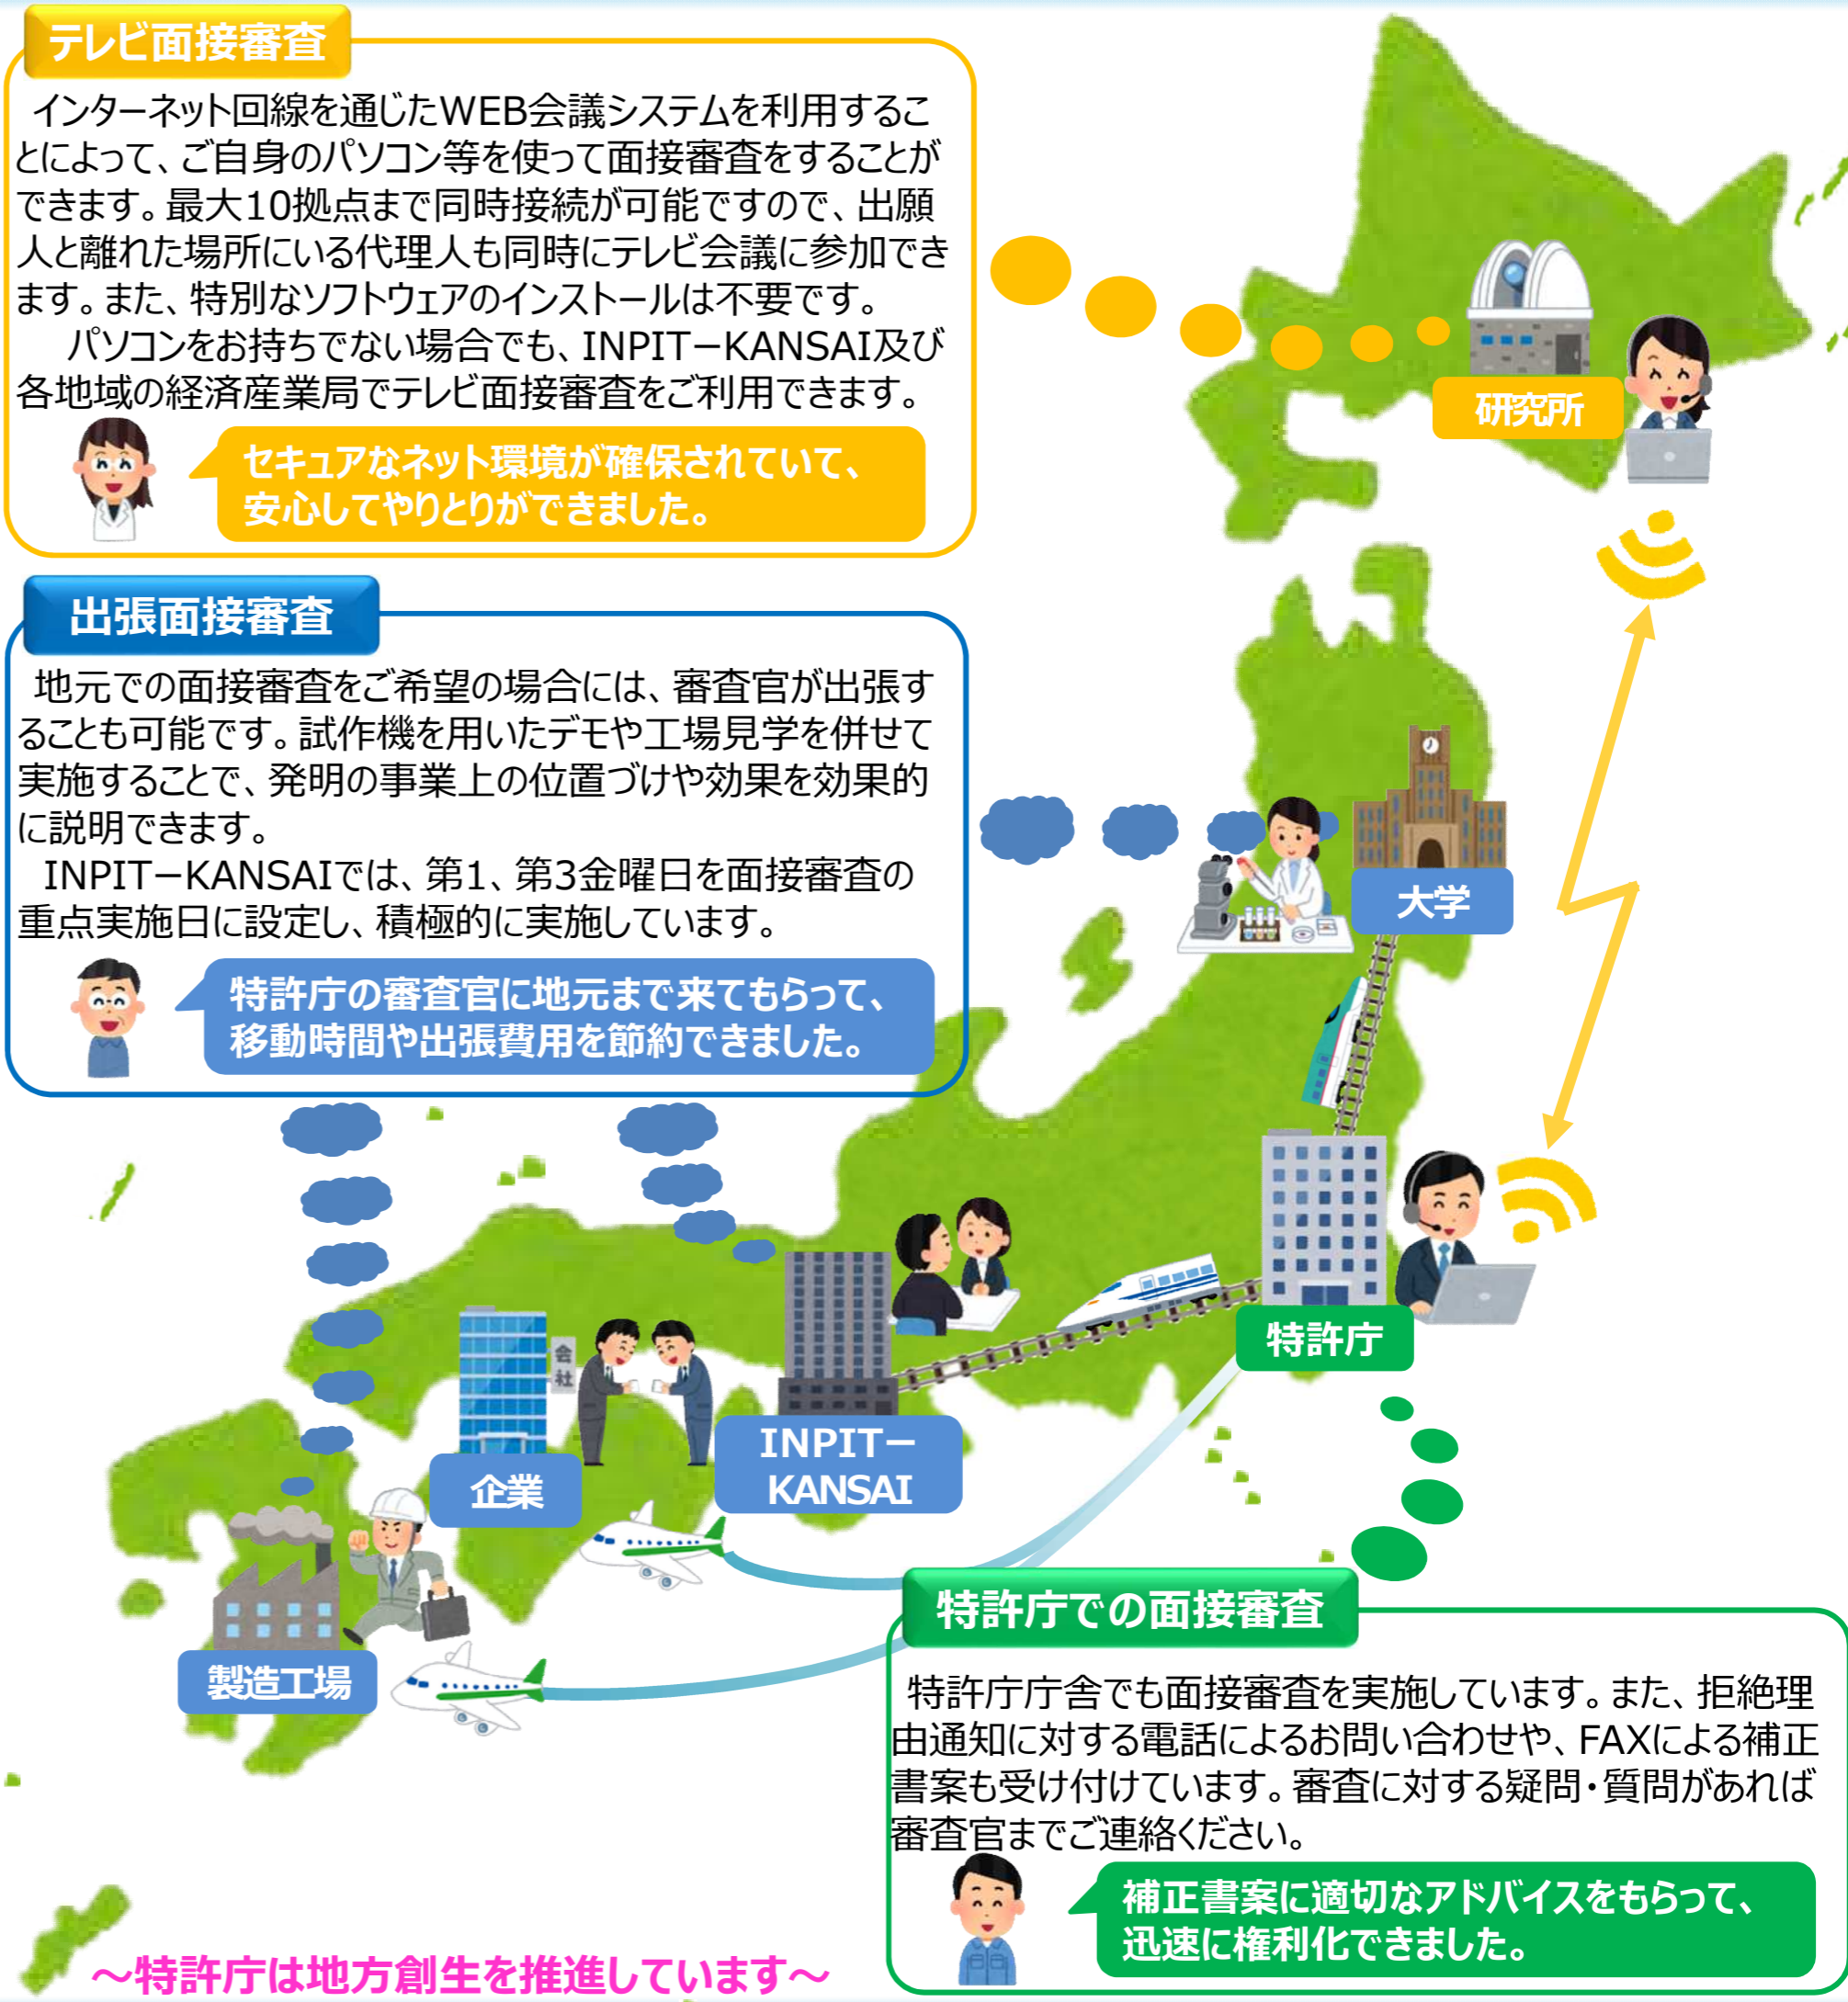 テレビ面接審査
インターネット回線を通じたWEB会議システムを利用するこ
とによって、ご自身のパソコン等を使って面接審査をすることが
できます。最大10拠点まで同時接続が可能ですので、出願
人と離れた場所にいる代理人も同時にテレビ会議に参加でき
ます。また、特別なソフトウェアのインストールは不要です。
パソコンをお持ちでない場合でも、INPITーKANSAI及び
各地域の経済産業局でテレビ面接審査をご利用できます。
セキュアなネット環境が確保されていて、
安心してやりとりができました。
研究所
出張面接審査
地元での面接審査をご希望の場合には、審査官が出張す
ることも可能です。試作機を用いたデモや工場見学を併せて
実施することで、発明の事業上の位置づけや効果を効果的
に説明できます。
INPITーKANSAIでは、第1、第3金曜日を面接審査の
重点実施日に設定し、積極的に実施しています。
特許庁の審査官に地元まで来てもらって、
移動時間や出張費用を節約できました。
大学
特許庁
会社
企業
INPITー
KANSAI
製造工場
特許庁での面接審査
特許庁庁舎でも面接審査を実施しています。また、拒絶理
由通知に対する電話によるお問い合わせや、FAXによる補正
書案も受け付けています。審査に対する疑問・質問があれば
審査官までご連絡ください。
補正書案に適切なアドバイスをもらって、
迅速に権利化できました。
～特許庁は地方創生を推進しています～